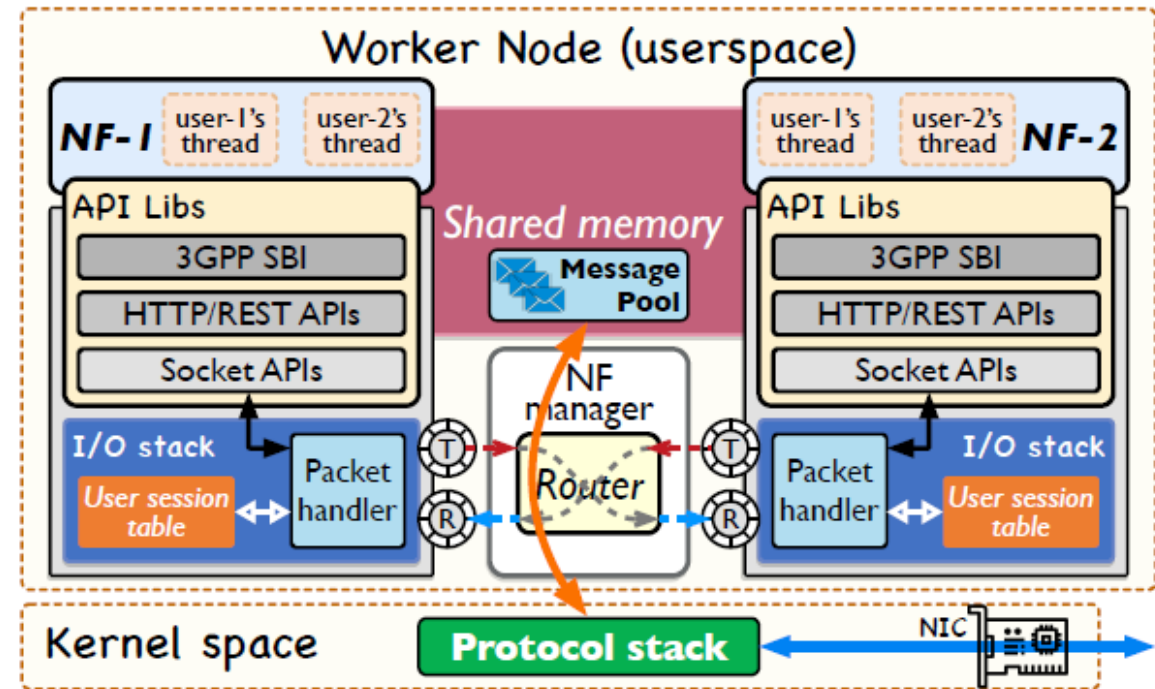 Worker Node (userspace)
NF-1
user-1's
thread
user-2's
thread
user-1's
thread
user-2's
thread
NF-2
API Libs
3GPP SBI
HTTP/REST APIs
Socket APIs
Shared memory
Message
Pool
API Libs
3GPP SBI
HTTP/REST APIs
Socket APIs
I/O stack
User session
table
Packet
handler
T
R
NF
manager
Router
T
R
Packet
handler
I/O stack
User session
table
Kernel space
Protocol stack
NIC